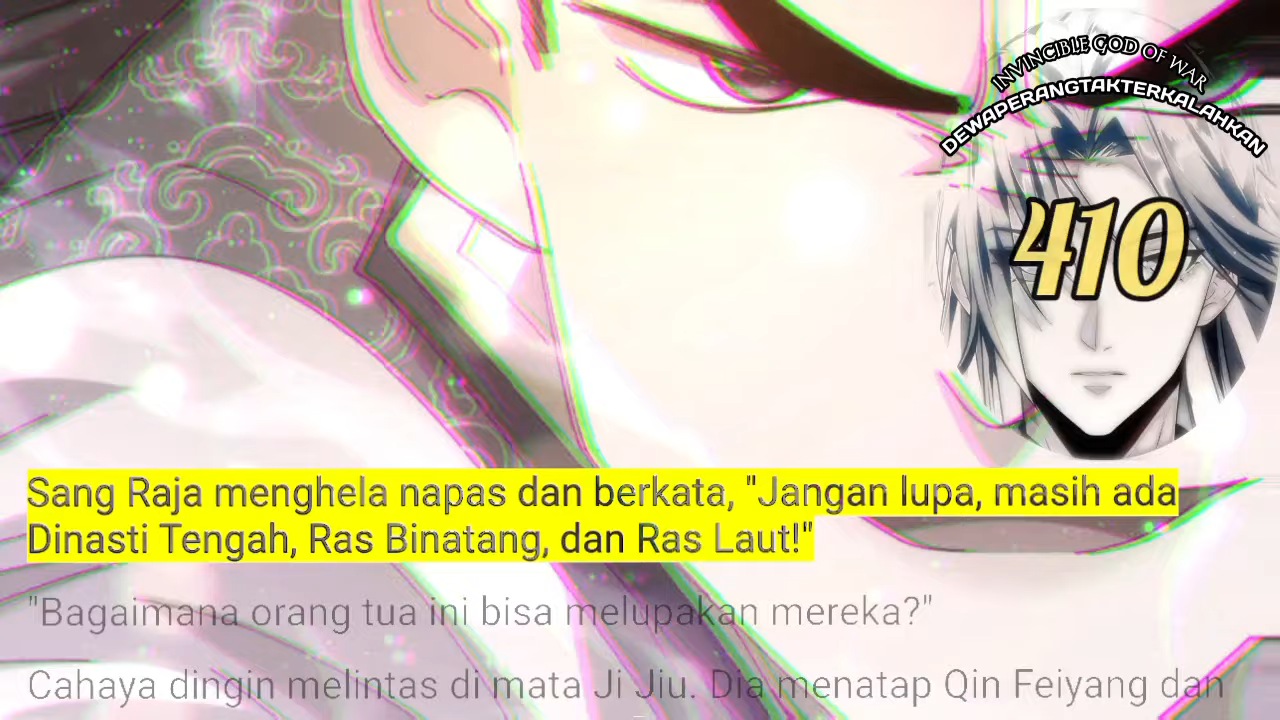 INVINCIBLE GOD OF WAR
DEWAPERANGTAKTERKALAHKAN
410
Sang Raja menghela napas dan berkata, "Jangan lupa, masih ada
Dinasti Tengah, Ras Binatang, dan Ras Laut!"
"Bagaimana orang tua ini bisa melupakan mereka?"
Cahaya dingin melintas di mata Ji Jiu. Dia menatap Qin Feiyang dan